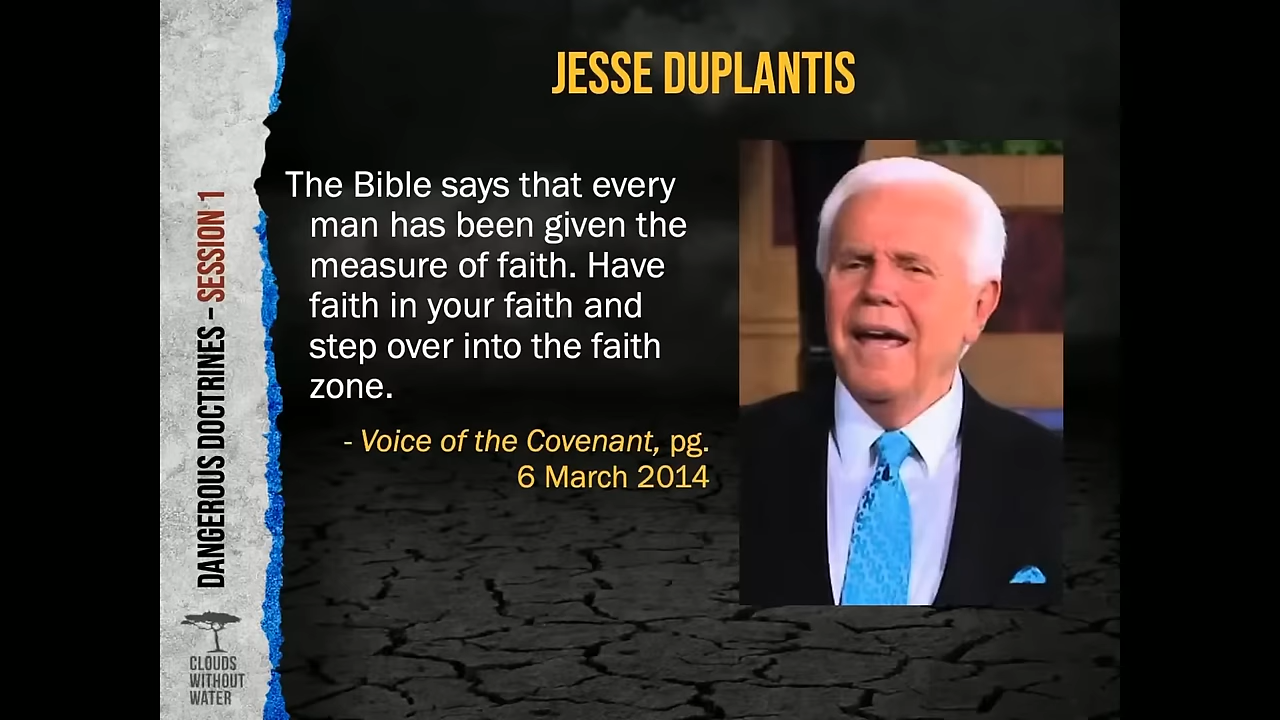 JESSE DUPLANTIS
The Bible says that every
man has been given the
measure of faith. Have
faith in your faith and
step over into the faith
zone.
- Voice of the Covenant, pg.
6 March 2014
DANGEROUS DOCTRINES – SESSION 1
CLOUDS
WITHOUT
WATER